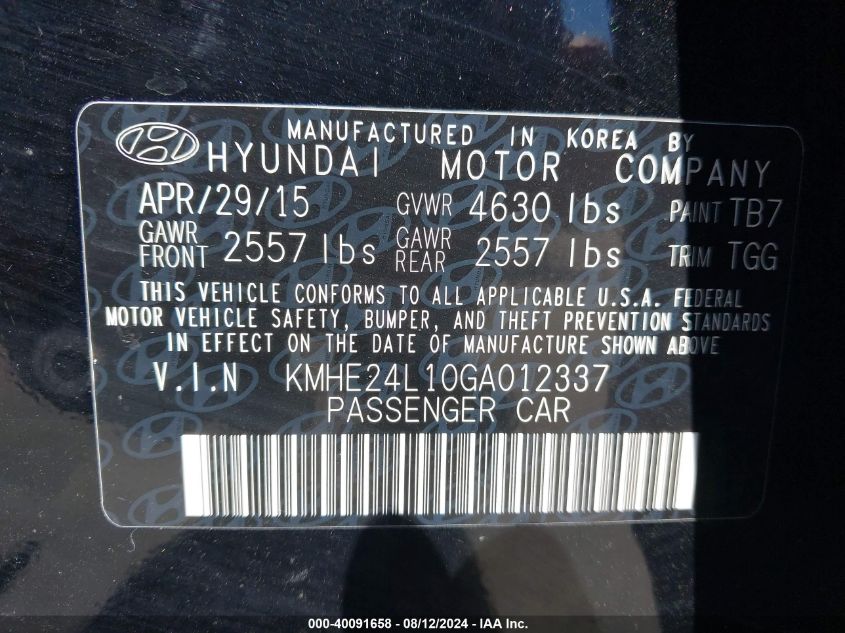 MANUFACTURED IN KOREA BY
HYUNDAI MOTOR COMPANY
APR/29/15 GVWR 4630 lbs PAINT TB7
GAWR FRONT 2557 lbs GAWR REAR 2557 lbs TRIM TGG
THIS VEHICLE CONFORMS TO ALL APPLICABLE U.S.A. FEDERAL
MOTOR VEHICLE SAFETY, BUMPER, AND THEFT PREVENTION STANDARDS
IN EFFECT ON THE DATE OF MANUFACTURE SHOWN ABOVE
V.I.N KMHE24L10GA012337
PASSENGER CAR
000-40091658 - 08/12/2024 - IAA Inc.